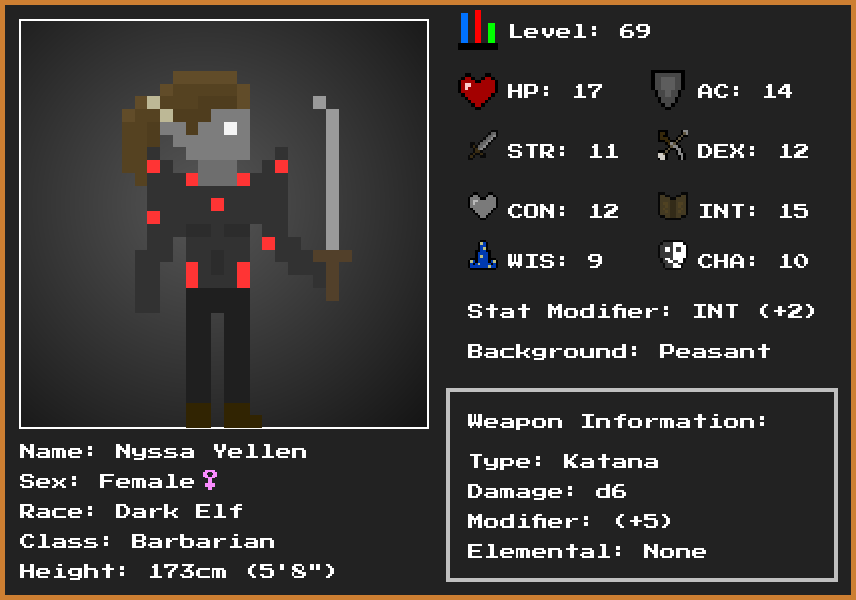 Level: 69
HP: 17 AC: 14
STR: 11 DEX: 12
CON: 12 INT: 15
WIS: 9 CHA: 10
Stat Modifier: INT (+2)
Background: Peasant
Weapon Information:
Type: Katana
Damage: d6
Modifier: (+5)
Elemental: None
Name: Nyssa Yellen
Sex: Female♀
Race: Dark Elf
Class: Barbarian
Height: 173cm (5'8")